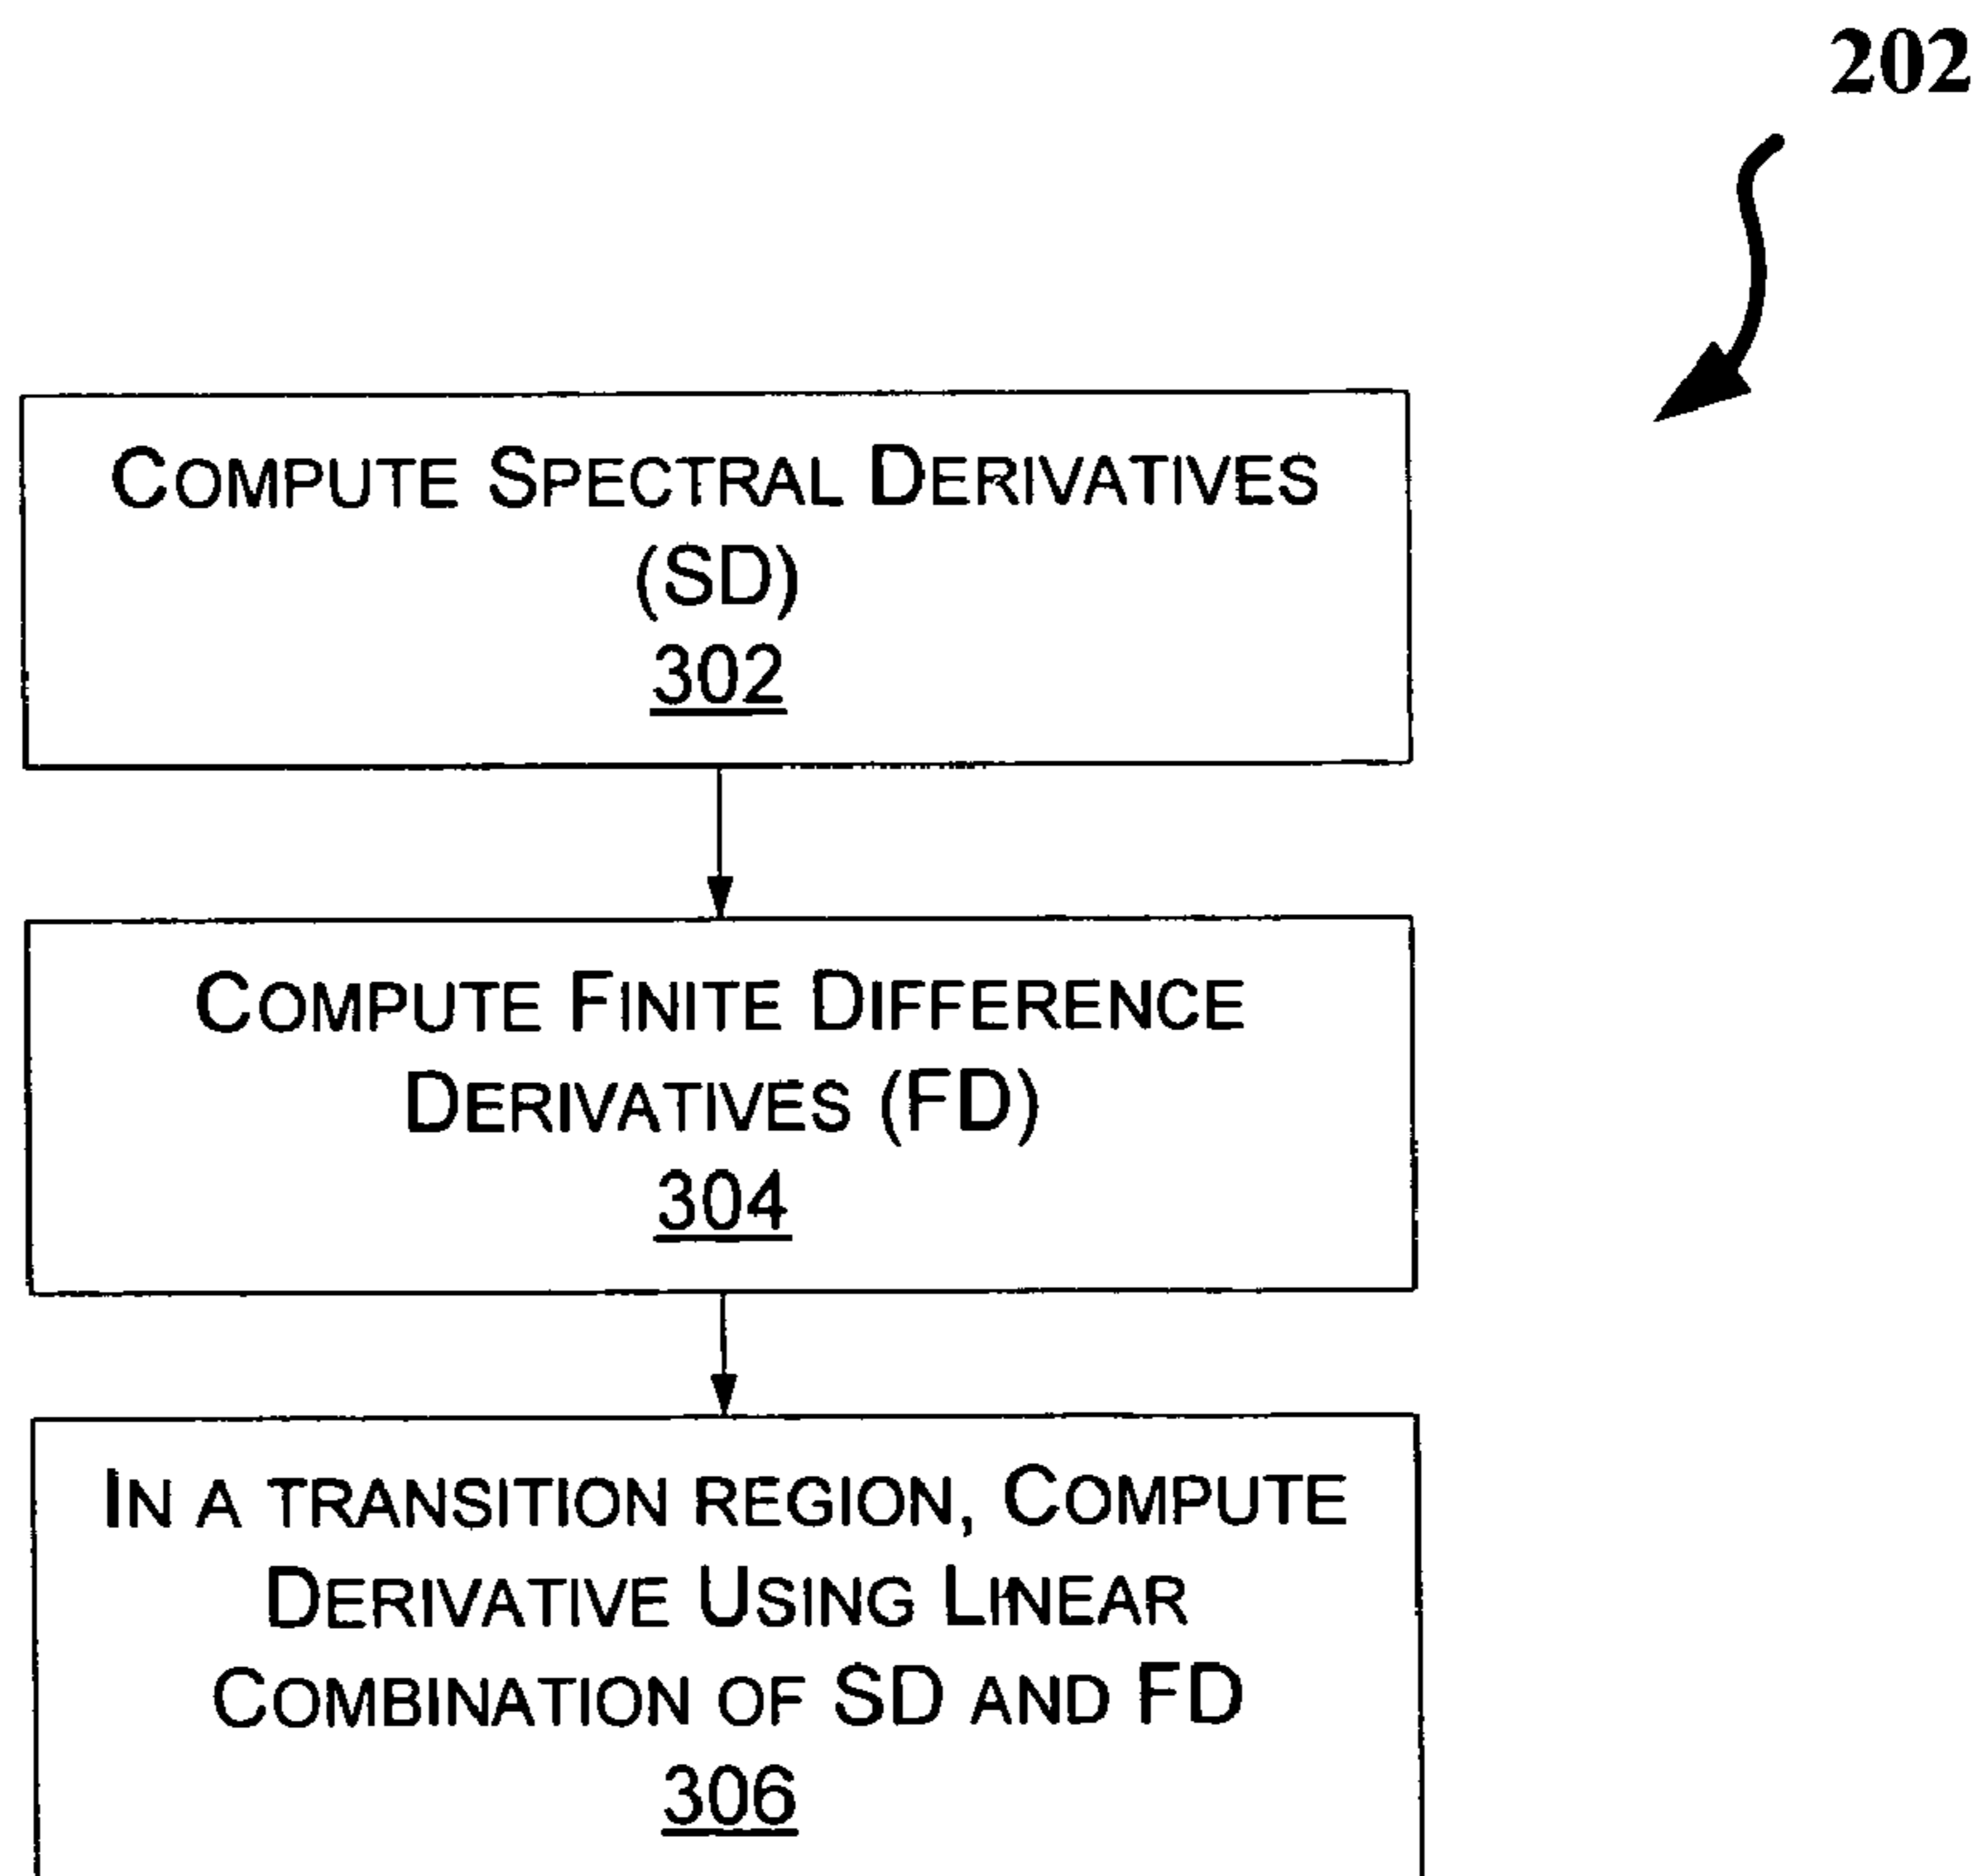 202
COMPUTE SPECTRAL DERIVATIVES
(SD)
302
COMPUTE FINITE DIFFERENCE
DERIVATIVES (FD)
304
IN A TRANSITION REGION, COMPUTE
DERIVATIVE USING LINEAR
COMBINATION OF SD AND FD
306